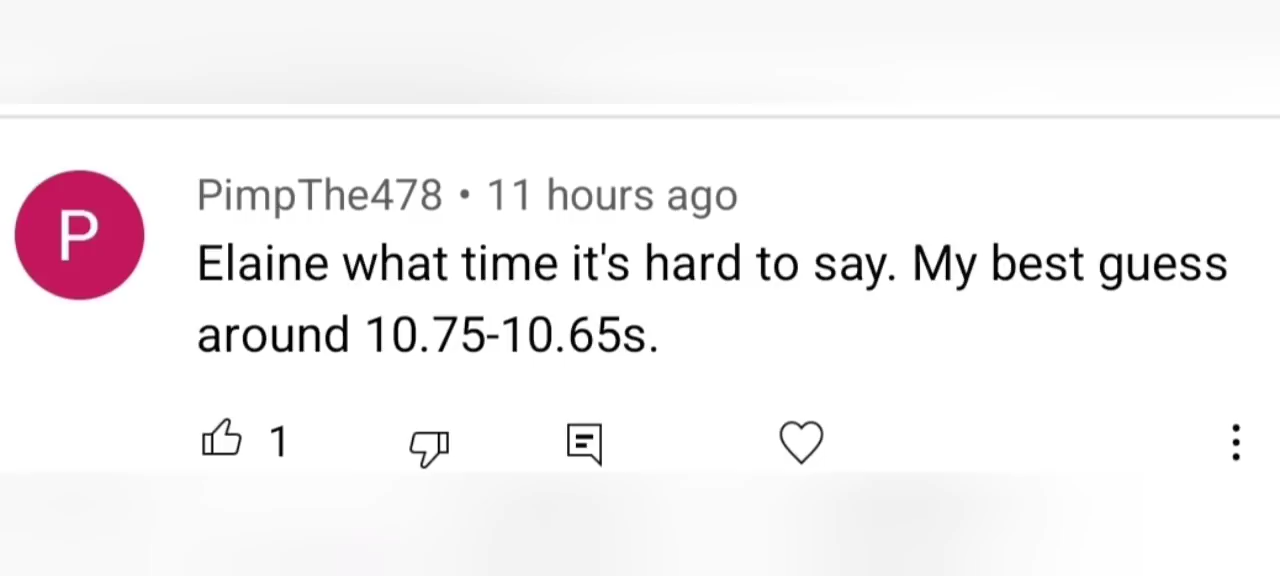 P
PimpThe478 • 11 hours ago
Elaine what time it's hard to say. My best guess
around 10.75-10.65s.
1